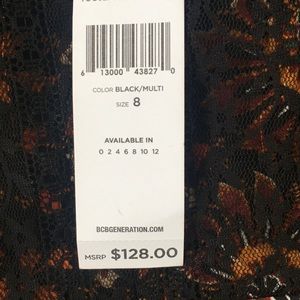 6 13000 43827 0
COLOR BLACK/MULTI
SIZE 8
AVAILABLE IN
0 2 4 6 8 10 12
BCBGENERATION.COM
MSRP $128.00